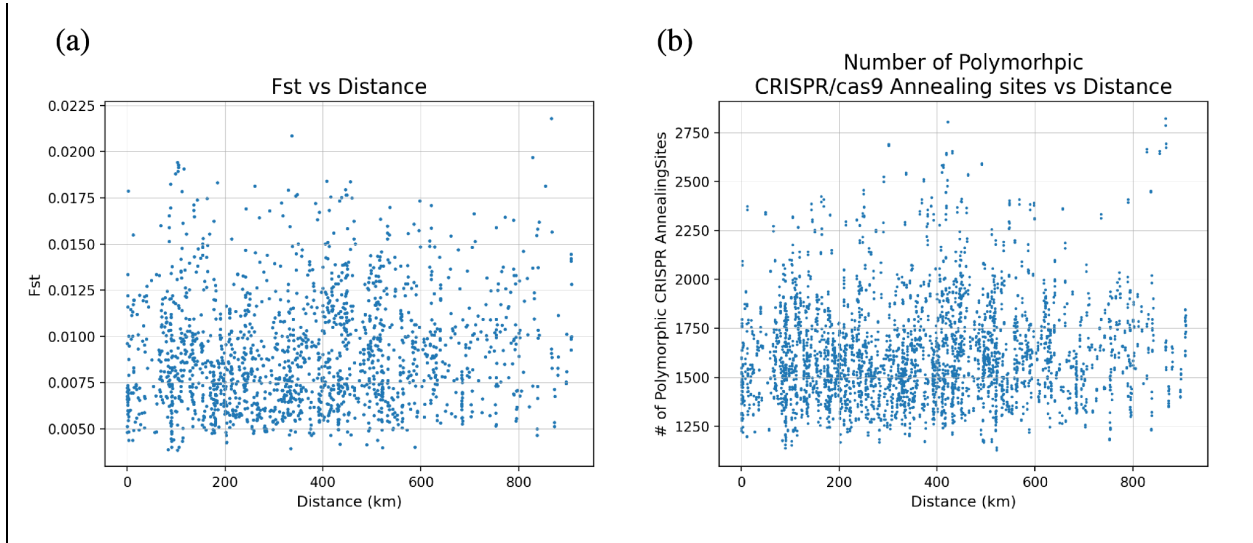 (a)
Fst vs Distance
0.0225
0.0200
0.0175
0.0150
0.0125
0.0100
0.0075
0.0050
Fst
0 200 400 600 800
Distance (km)
(b)
Number of Polymorhpic
CRISPR/cas9 Annealing sites vs Distance
2750
2500
2250
2000
1750
1500
1250
# of Polymorphic CRISPR AnnealingSites
0 200 400 600 800
Distance (km)